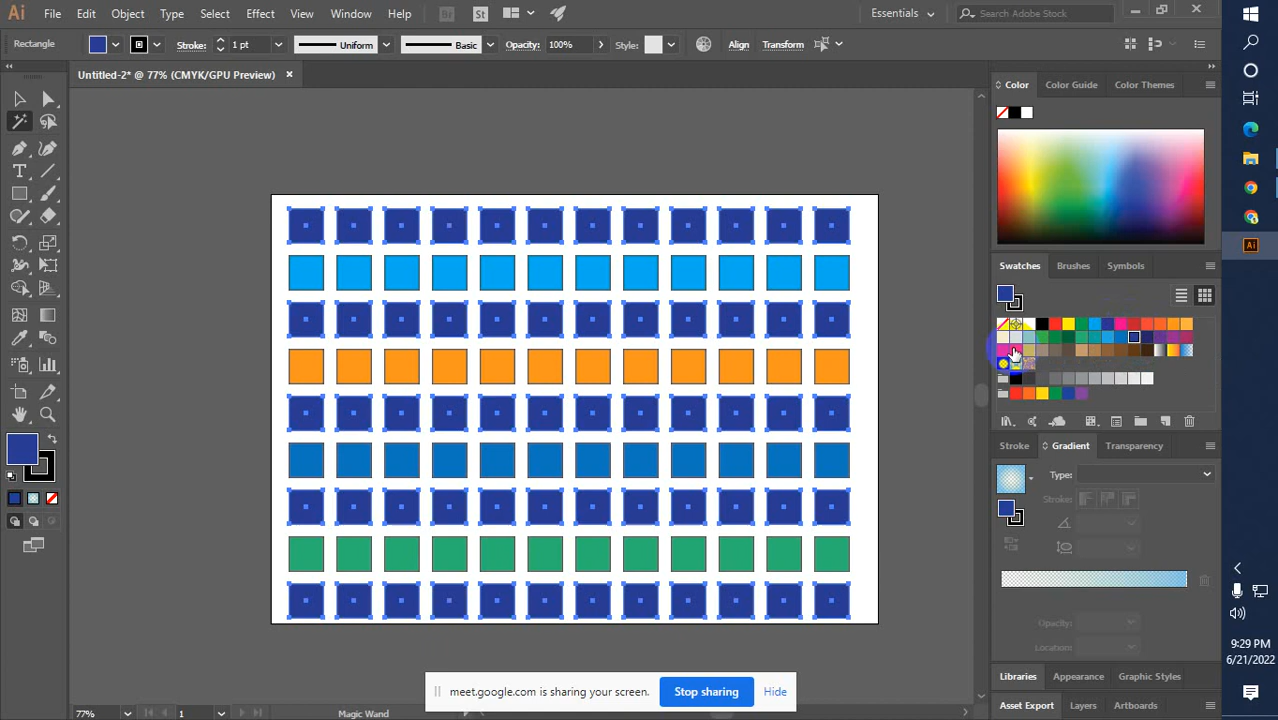 Ai File Edit Object Type Select Effect View Window Help Br St Essentials Search Adobe Stock
Rectangle Stroke: 1 pt Uniform Basic Opacity: 100% Style: Align Transform
Untitled-2* @ 77% (CMYK/GPU Preview) ×
Color Color Guide Color Themes
Swatches Brushes Symbols
Stroke Gradient Transparency
Type:
Stroke:
Opacity:
Location:
Libraries Appearance Graphic Styles
Asset Export Layers Artboards
meet.google.com is sharing your screen. Stop sharing Hide
77% 1 Magic Wand
Ai
9:29 PM
6/21/2022